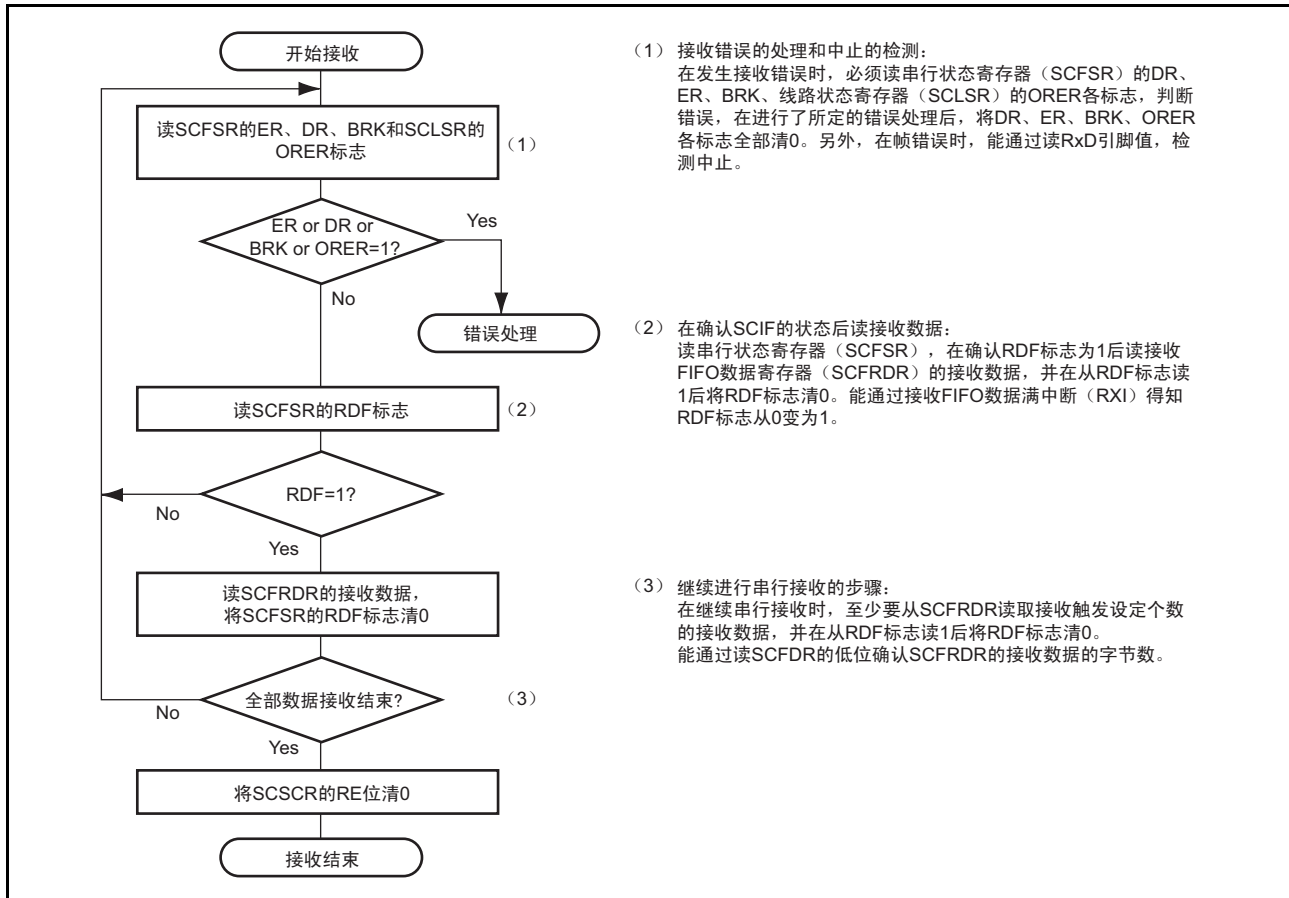 开始接收
读SCFSR的ER、DR、BRK和SCLSR的
ORER标志
（1）
ER or DR or
BRK or ORER=1?
Yes
No
错误处理
读SCFSR的RDF标志
（2）
RDF=1?
No
Yes
读SCFRDR的接收数据，
将SCFSR的RDF标志清0
全部数据接收结束?
（3）
No
Yes
将SCSCR的RE位清0
接收结束
（1） 接收错误的处理和中止的检测：
在发生接收错误时，必须读串行状态寄存器（SCFSR）的DR、
ER、BRK、线路状态寄存器（SCLSR）的ORER各标志，判断
错误，在进行了所定的错误处理后，将DR、ER、BRK、ORER
各标志全部清0。另外，在帧错误时，能通过读RxD引脚值，检
测中止。
（2） 在确认SCIF的状态后读接收数据：
读串行状态寄存器（SCFSR），在确认RDF标志为1后读接收
FIFO数据寄存器（SCFRDR）的接收数据，并在从RDF标志读
1后将RDF标志清0。能通过接收FIFO数据满中断（RXI）得知
RDF标志从0变为1。
（3） 继续进行串行接收的步骤：
在继续串行接收时，至少要从SCFRDR读取接收触发设定个数
的接收数据，并在从RDF标志读1后将RDF标志清0。
能通过读SCFDR的低位确认SCFRDR的接收数据的字节数。